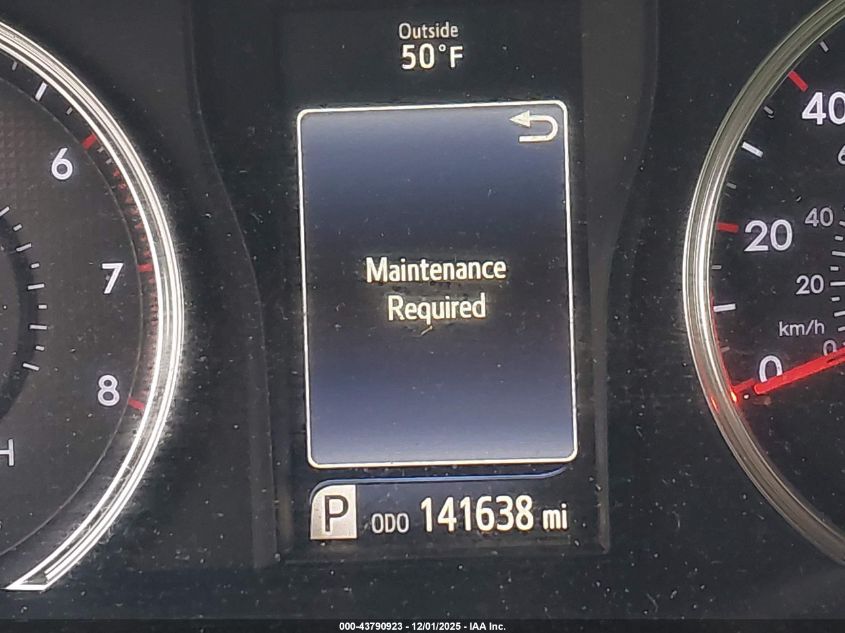 Outside
50°F
Maintenance
Required
P ODO 141638 mi
6
7
8
H
40
20
0
40
20
km/h
0
000-43790923 - 12/01/2025 - IAA Inc.